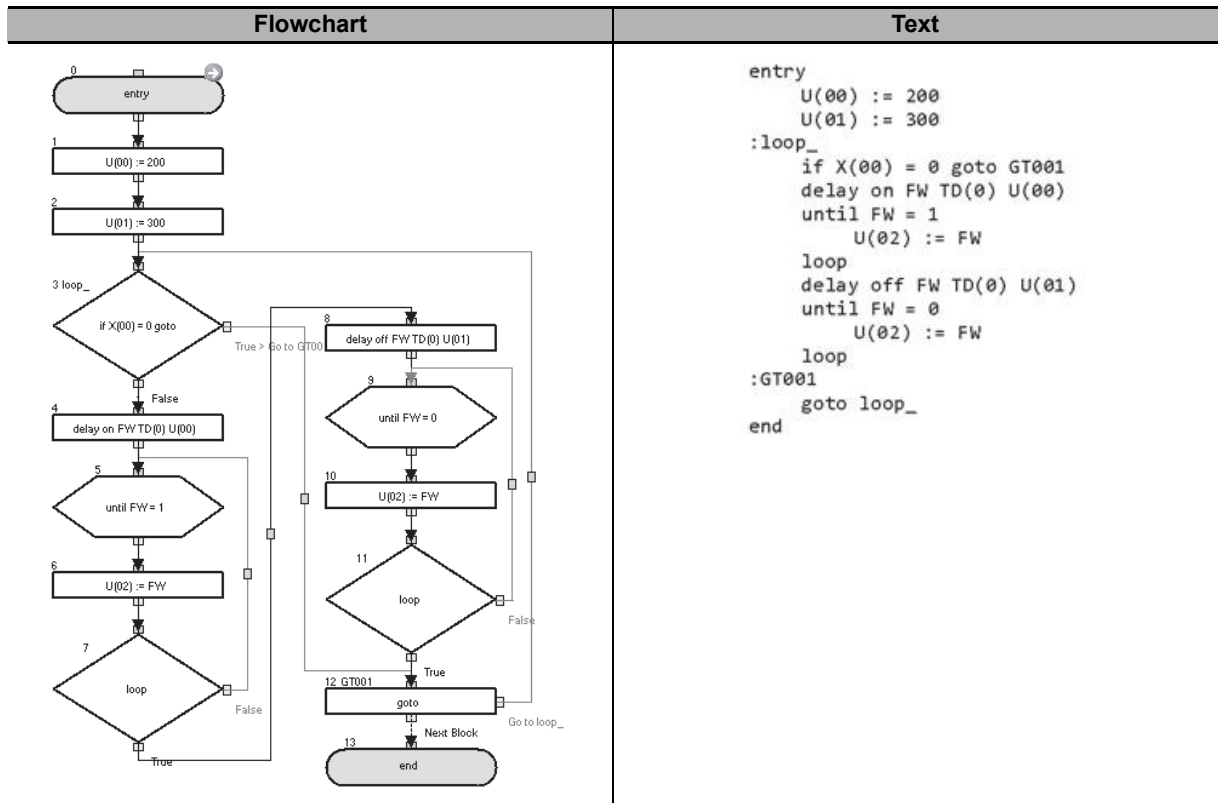 Flowchart
Text
0
entry
1
U(00) := 200
2
U(01) := 300
3 loop_
if X(00) = 0 goto
True > Go to GT00
False
4
delay on FW TD(0) U(00)
5
until FW = 1
6
U(02) := FW
7
loop
False
True
8
delay off FW TD(0) U(01)
9
until FW = 0
10
U(02) := FW
11
loop
False
True
12 GT001
goto
Go to loop_
Next Block
13
end
entry
U(00) := 200
U(01) := 300
:loop_
if X(00) = 0 goto GT001
delay on FW TD(0) U(00)
until FW = 1
U(02) := FW
loop
delay off FW TD(0) U(01)
until FW = 0
U(02) := FW
loop
:GT001
goto loop_
end